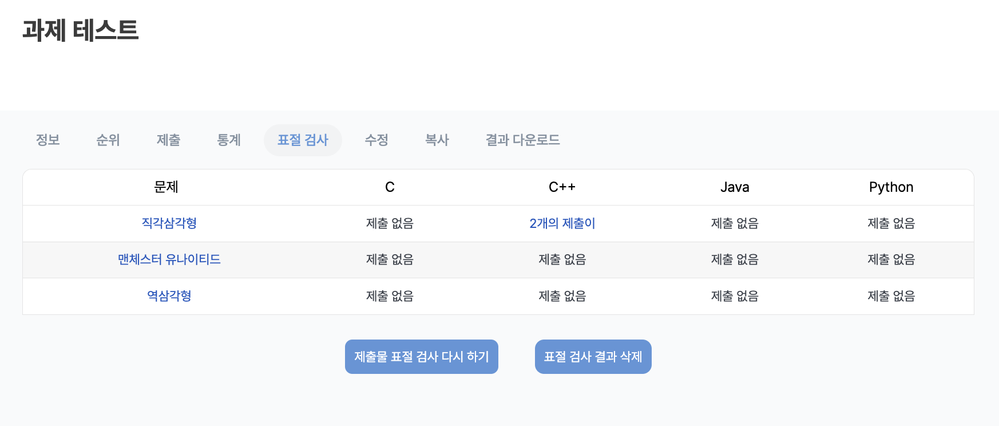 과제 테스트
정보 순위 제출 통계 표절 검사 수정 복사 결과 다운로드
문제 C C++ Java Python
직각삼각형 제출 없음 2개의 제출이 제출 없음 제출 없음
맨체스터 유나이티드 제출 없음 제출 없음 제출 없음 제출 없음
역삼각형 제출 없음 제출 없음 제출 없음 제출 없음
제출물 표절 검사 다시 하기 표절 검사 결과 삭제